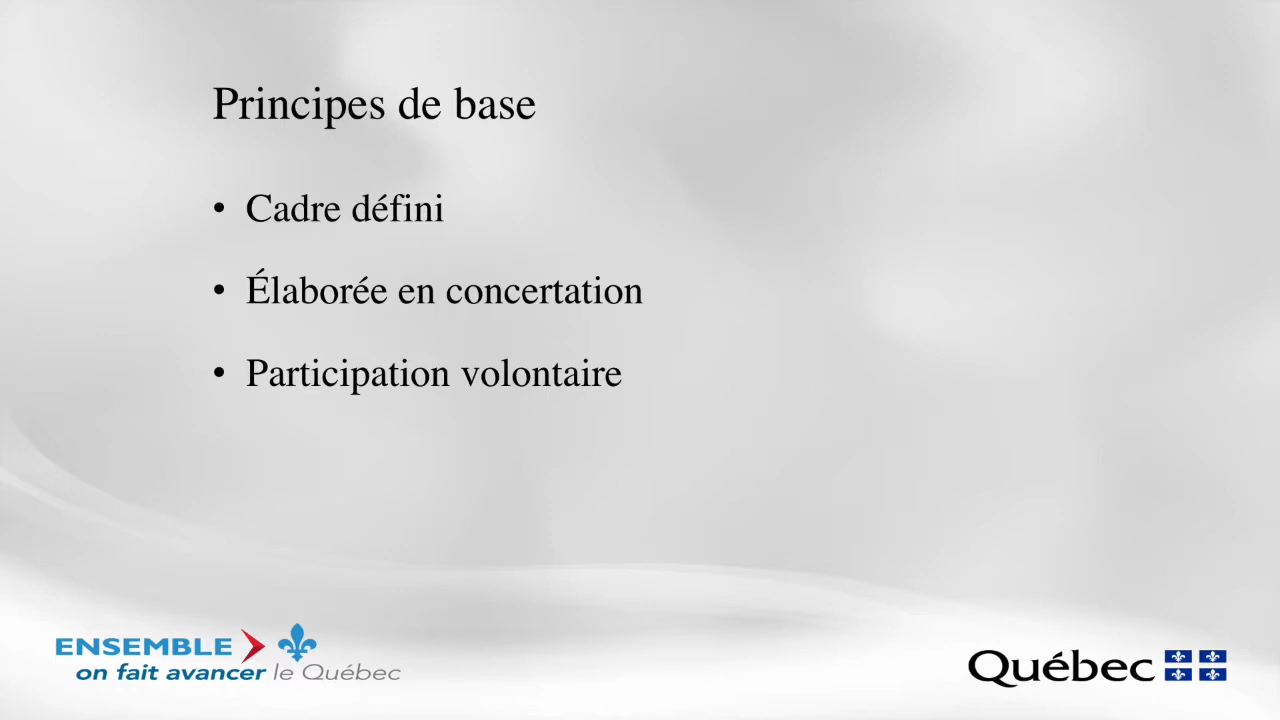 Principes de base
• Cadre défini
• Élaborée en concertation
• Participation volontaire
ENSEMBLE
on fait avancer le Québec
Québec